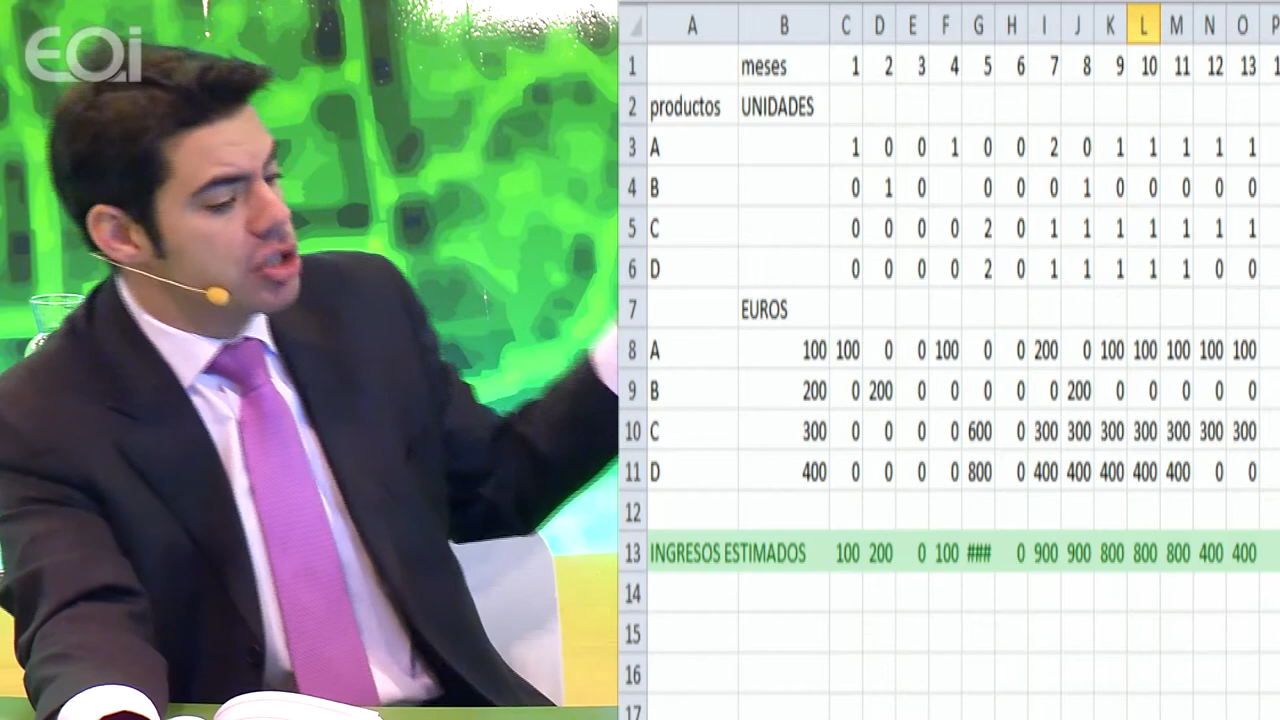 EOi
A B C D E F G H I J K L M N O P
1 meses 1 2 3 4 5 6 7 8 9 10 11 12 13 1
2 productos UNIDADES
3 A 1 0 0 1 0 0 2 0 1 1 1 1 1
4 B 0 1 0 0 0 0 1 0 0 0 0 0
5 C 0 0 0 0 2 0 1 1 1 1 1 1 1
6 D 0 0 0 0 2 0 1 1 1 1 1 0 0
7 EUROS
8 A 100 100 0 0 100 0 0 200 0 100 100 100 100 100
9 B 200 0 200 0 0 0 0 0 200 0 0 0 0 0
10 C 300 0 0 0 0 600 0 300 300 300 300 300 300 300
11 D 400 0 0 0 0 800 0 400 400 400 400 400 0 0
12
13 INGRESOS ESTIMADOS 100 200 0 100 ### 0 900 900 800 800 800 400 400
14
15
16
17